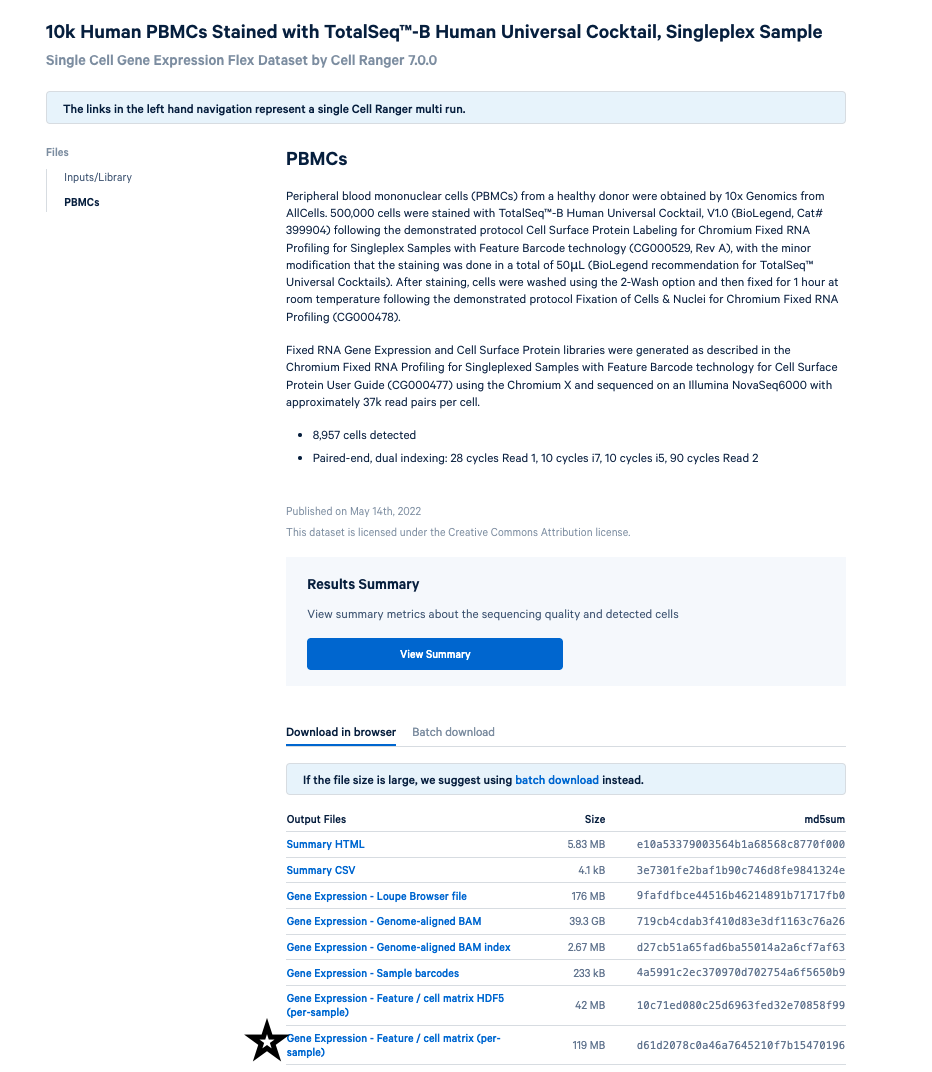 10k Human PBMCs Stained with TotalSeq™-B Human Universal Cocktail, Singleplex Sample
Single Cell Gene Expression Flex Dataset by Cell Ranger 7.0.0
The links in the left hand navigation represent a single Cell Ranger multi run.
Files
Inputs/Library
PBMCs
PBMCs
Peripheral blood mononuclear cells (PBMCs) from a healthy donor were obtained by 10x Genomics from
AllCells. 500,000 cells were stained with TotalSeq™-B Human Universal Cocktail, V1.0 (BioLegend, Cat#
399904) following the demonstrated protocol Cell Surface Protein Labeling for Chromium Fixed RNA
Profiling for Singleplex Samples with Feature Barcode technology (CG000529, Rev A), with the minor
modification that the staining was done in a total of 50µL (BioLegend recommendation for TotalSeq™
Universal Cocktails). After staining, cells were washed using the 2-Wash option and then fixed for 1 hour at
room temperature following the demonstrated protocol Fixation of Cells & Nuclei for Chromium Fixed RNA
Profiling (CG000478).
Fixed RNA Gene Expression and Cell Surface Protein libraries were generated as described in the
Chromium Fixed RNA Profiling for Singleplexed Samples with Feature Barcode technology for Cell Surface
Protein User Guide (CG000477) using the Chromium X and sequenced on an Illumina NovaSeq6000 with
approximately 37k read pairs per cell.
• 8,957 cells detected
• Paired-end, dual indexing: 28 cycles Read 1, 10 cycles i7, 10 cycles i5, 90 cycles Read 2
Published on May 14th, 2022
This dataset is licensed under the Creative Commons Attribution license.
Results Summary
View summary metrics about the sequencing quality and detected cells
View Summary
Download in browser Batch download
If the file size is large, we suggest using batch download instead.
Output Files Size md5sum
Summary HTML 5.83 MB e10a53379003564b1a68568c8770f000
Summary CSV 4.1 kB 3e7301fe2baf1b90c746d8fe9841324e
Gene Expression - Loupe Browser file 176 MB 9fafdfbce44516b46214891b71717fb0
Gene Expression - Genome-aligned BAM 39.3 GB 719cb4cdab3f410d83e3df1163c76a26
Gene Expression - Genome-aligned BAM index 2.67 MB d27cb51a65fad6ba55014a2a6cf7af63
Gene Expression - Sample barcodes 233 kB 4a5991c2ec370970d702754a6f5650b9
Gene Expression - Feature / cell matrix HDF5
(per-sample) 42 MB 10c71ed080c25d6963fed32e70858f99
Gene Expression - Feature / cell matrix (per-
sample) 119 MB d61d2078c0a46a7645210f7b15470196